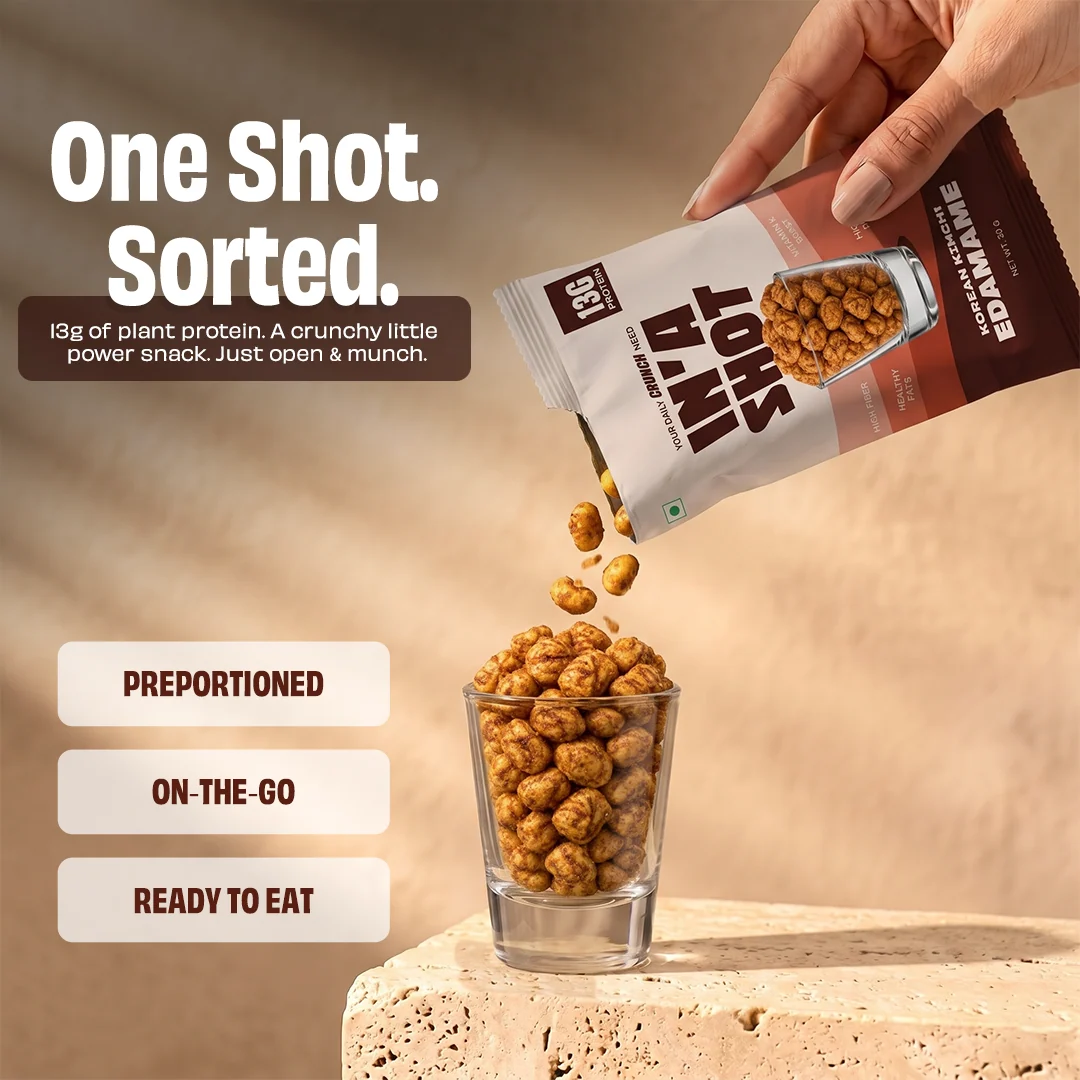 One Shot.
Sorted.
13g of plant protein. A crunchy little
power snack. Just open & munch.
PREPORTIONED
ON-THE-GO
READY TO EAT
13G
PROTEIN
YOUR DAILY CRUNCH NEED
IN'A
SHOT
VITAMIN K
BOOST
HIGH FIBER
HEALTHY
FATS
KOREAN KIMCHI
EDAMAME
NET WT. 30 G